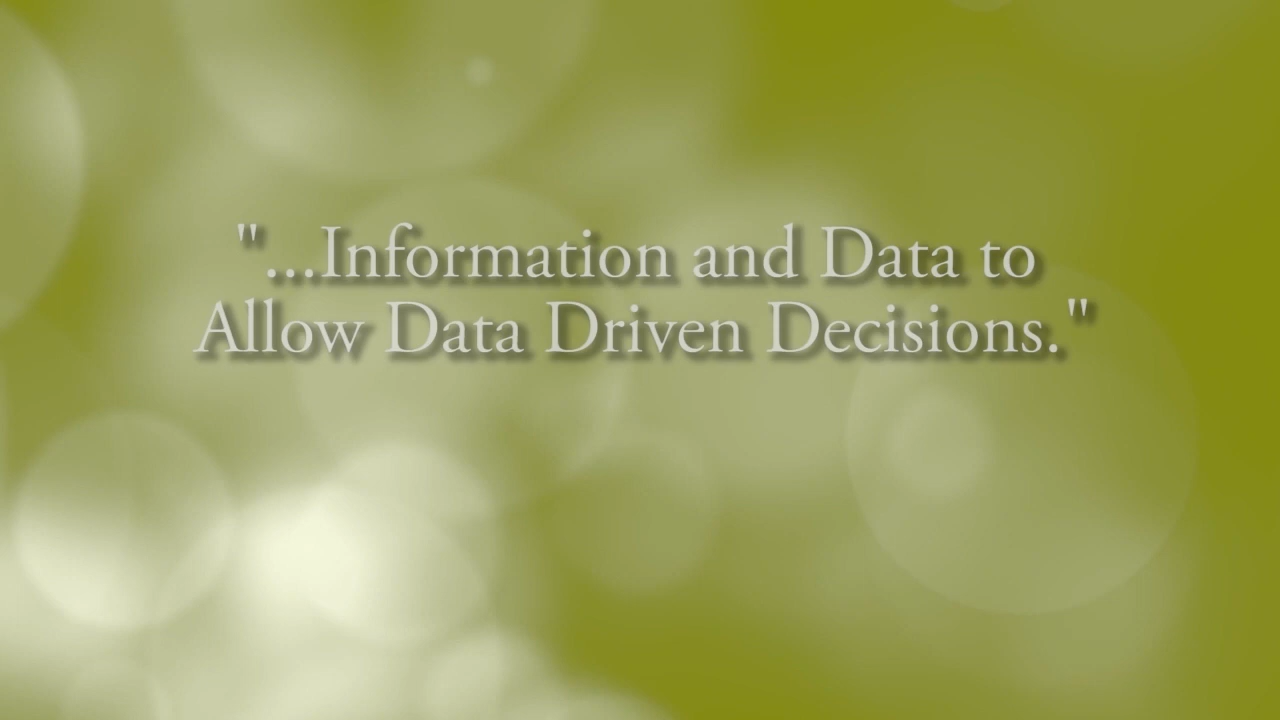 "...Information and Data to
Allow Data Driven Decisions."